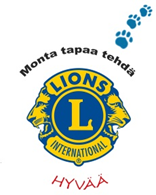 Monta tapaa tehdä
LIONS
L
INTERNATIONAL
HYVÄÄ